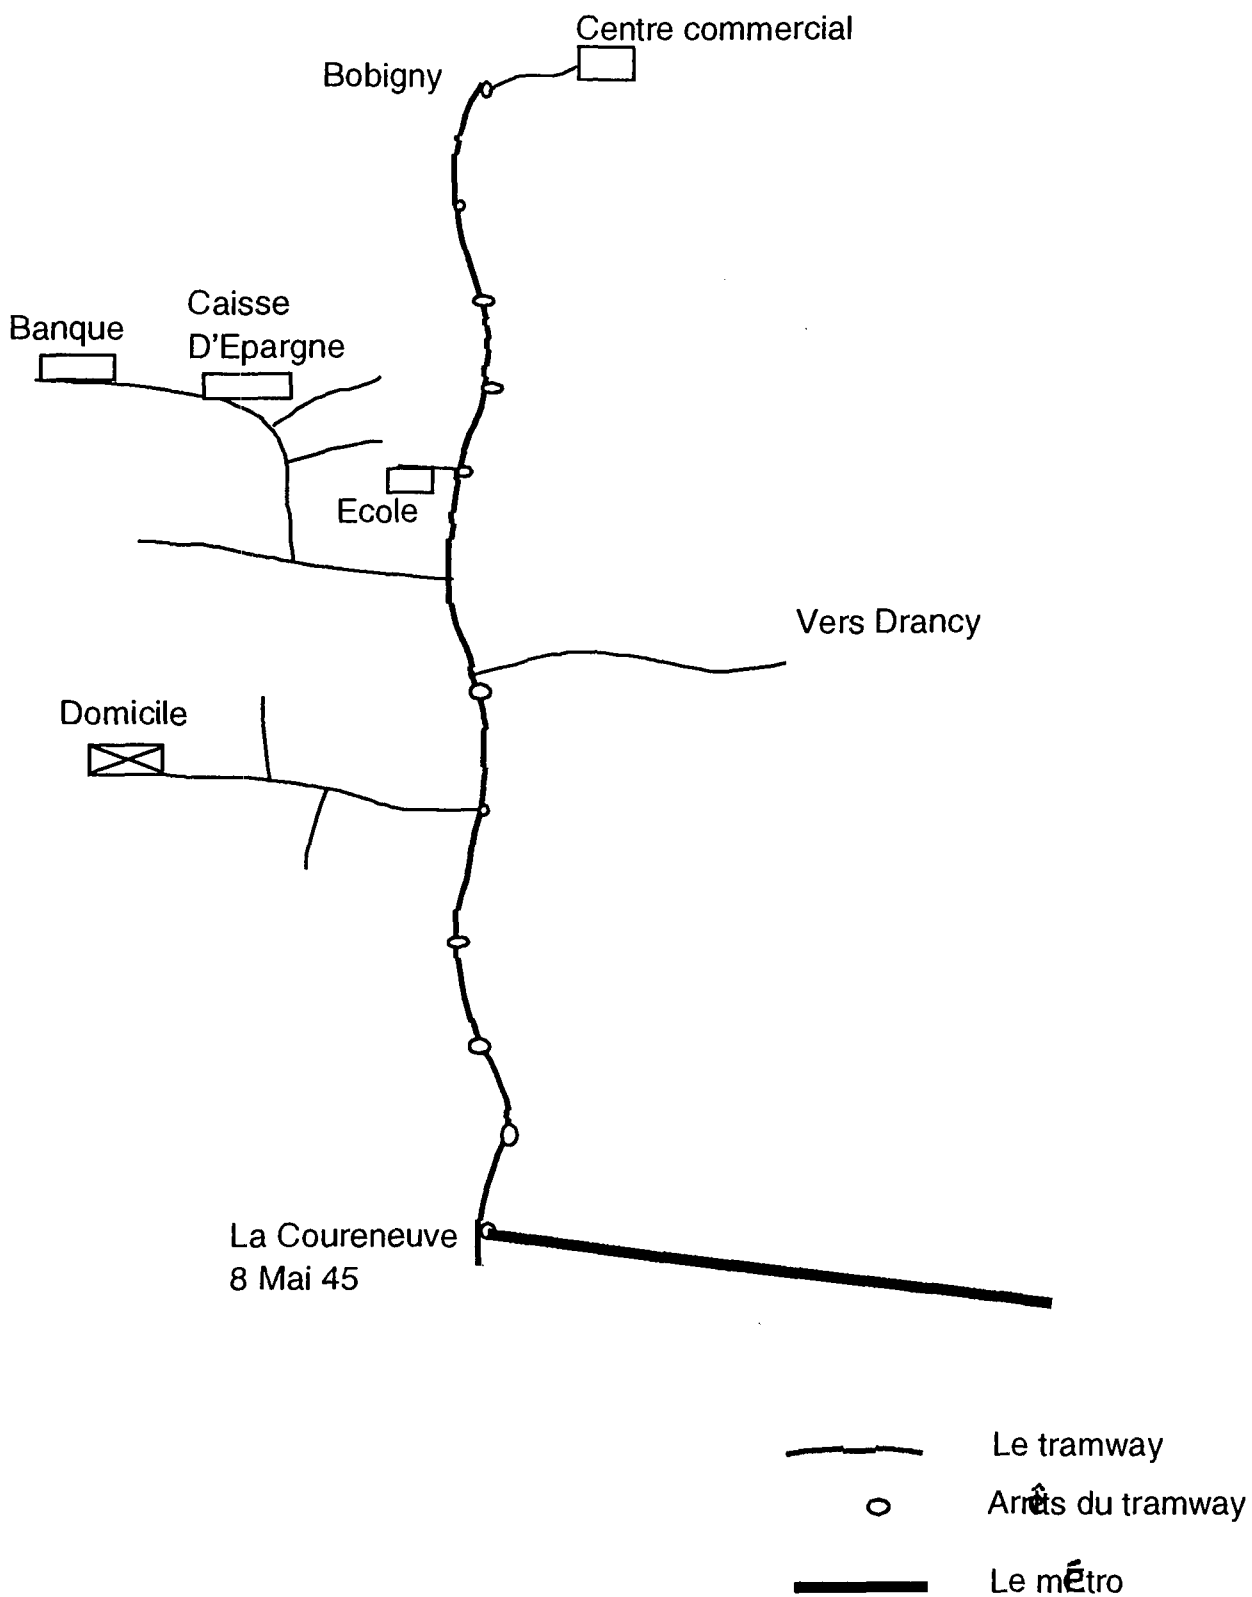 Centre commercial
Bobigny
Caisse
D'Epargne
Banque
Ecole
Vers Drancy
Domicile
La Coureneuve
8 Mai 45
Le tramway
Arrêts du tramway
Le métro